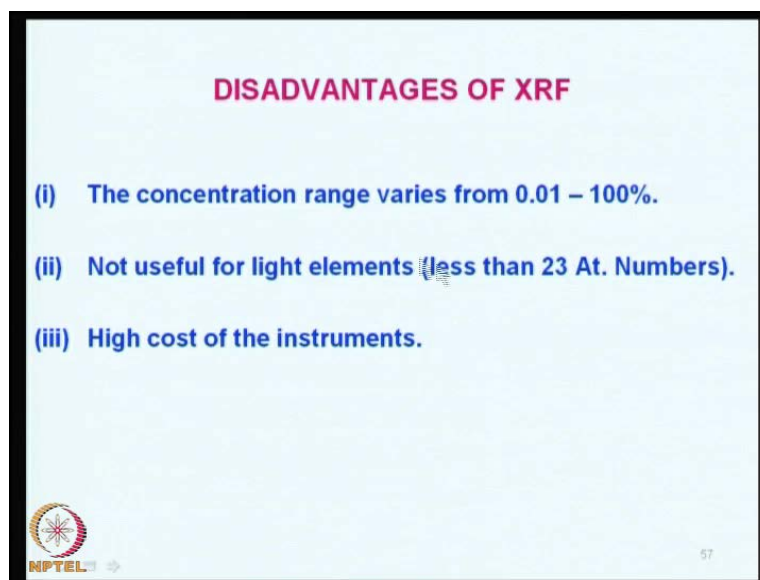 DISADVANTAGES OF XRF
(i) The concentration range varies from 0.01 – 100%.
(ii) Not useful for light elements (less than 23 At. Numbers).
(iii) High cost of the instruments.
NPTEL
57